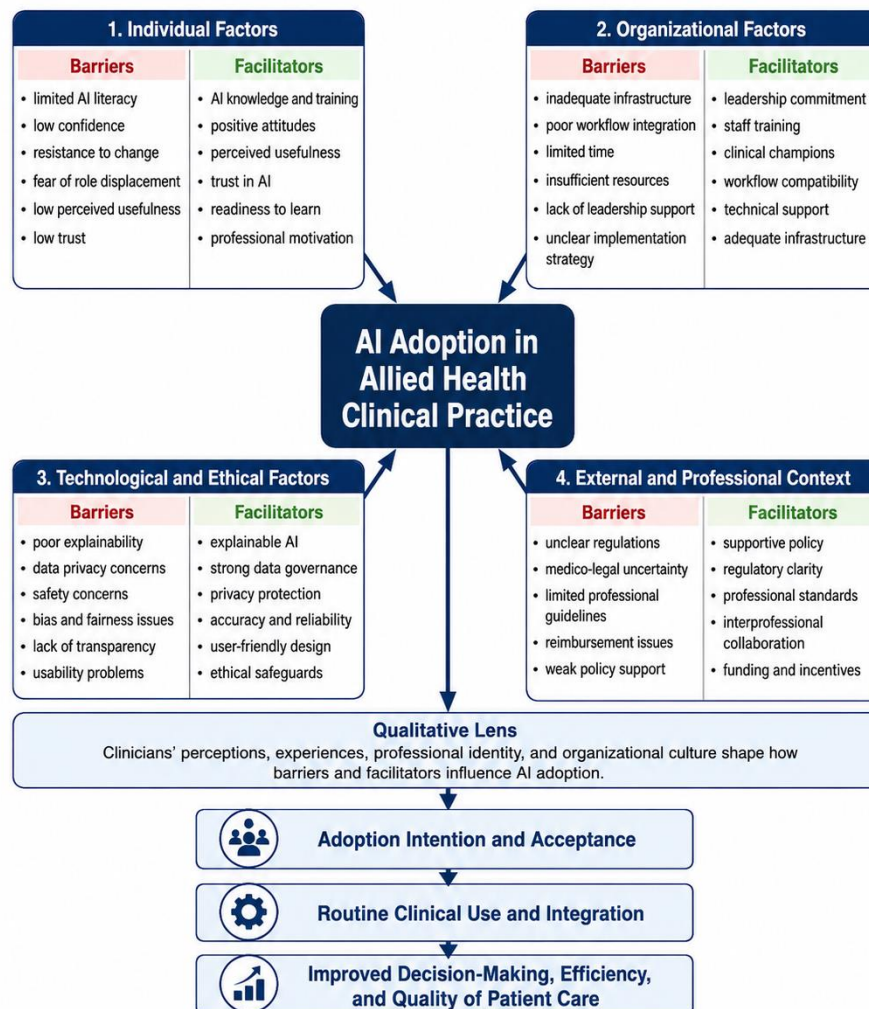 1. Individual Factors
Barriers
• limited AI literacy
• low confidence
• resistance to change
• fear of role displacement
• low perceived usefulness
• low trust
Facilitators
• AI knowledge and training
• positive attitudes
• perceived usefulness
• trust in AI
• readiness to learn
• professional motivation
2. Organizational Factors
Barriers
• inadequate infrastructure
• poor workflow integration
• limited time
• insufficient resources
• lack of leadership support
• unclear implementation
strategy
Facilitators
• leadership commitment
• staff training
• clinical champions
• workflow compatibility
• technical support
• adequate infrastructure
AI Adoption in
Allied Health
Clinical Practice
3. Technological and Ethical Factors
Barriers
• poor explainability
• data privacy concerns
• safety concerns
• bias and fairness issues
• lack of transparency
• usability problems
Facilitators
• explainable AI
• strong data governance
• privacy protection
• accuracy and reliability
• user-friendly design
• ethical safeguards
4. External and Professional Context
Barriers
• unclear regulations
• medico-legal uncertainty
• limited professional
guidelines
• reimbursement issues
• weak policy support
Facilitators
• supportive policy
• regulatory clarity
• professional standards
• interprofessional
collaboration
• funding and incentives
Qualitative Lens
Clinicians' perceptions, experiences, professional identity, and organizational culture shape how
barriers and facilitators influence AI adoption.
Adoption Intention and Acceptance
Routine Clinical Use and Integration
Improved Decision-Making, Efficiency,
and Quality of Patient Care